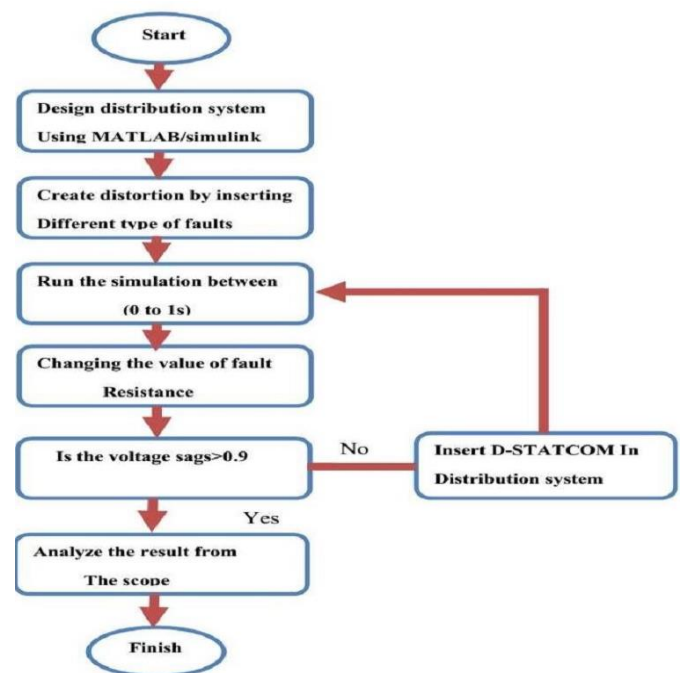 Start
Design distribution system
Using MATLAB/simulink
Create distortion by inserting
Different type of faults
Run the simulation between
(0 to 1s)
Changing the value of fault
Resistance
Is the voltage sags>0.9
No
Insert D-STATCOM In
Distribution system
Yes
Analyze the result from
The scope
Finish